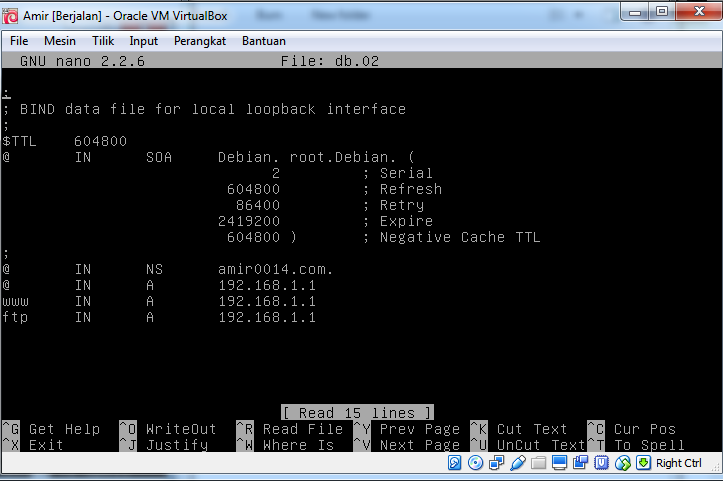 Amir [Berjalan] - Oracle VM VirtualBox
File Mesin Tilik Input Perangkat Bantuan
GNU nano 2.2.6 File: db.02
;
; BIND data file for local loopback interface
;
$TTL 604800
@ IN SOA Debian. root.Debian. (
2 ; Serial
604800 ; Refresh
86400 ; Retry
2419200 ; Expire
604800 ) ; Negative Cache TTL
;
@ IN NS amir0014.com.
@ IN A 192.168.1.1
www IN A 192.168.1.1
ftp IN A 192.168.1.1
[ Read 15 lines ]
^G Get Help ^O WriteOut ^R Read File ^Y Prev Page ^K Cut Text ^C Cur Pos
^X Exit ^J Justify ^W Where Is ^V Next Page ^U UnCut Text ^T To Spell
Right Ctrl